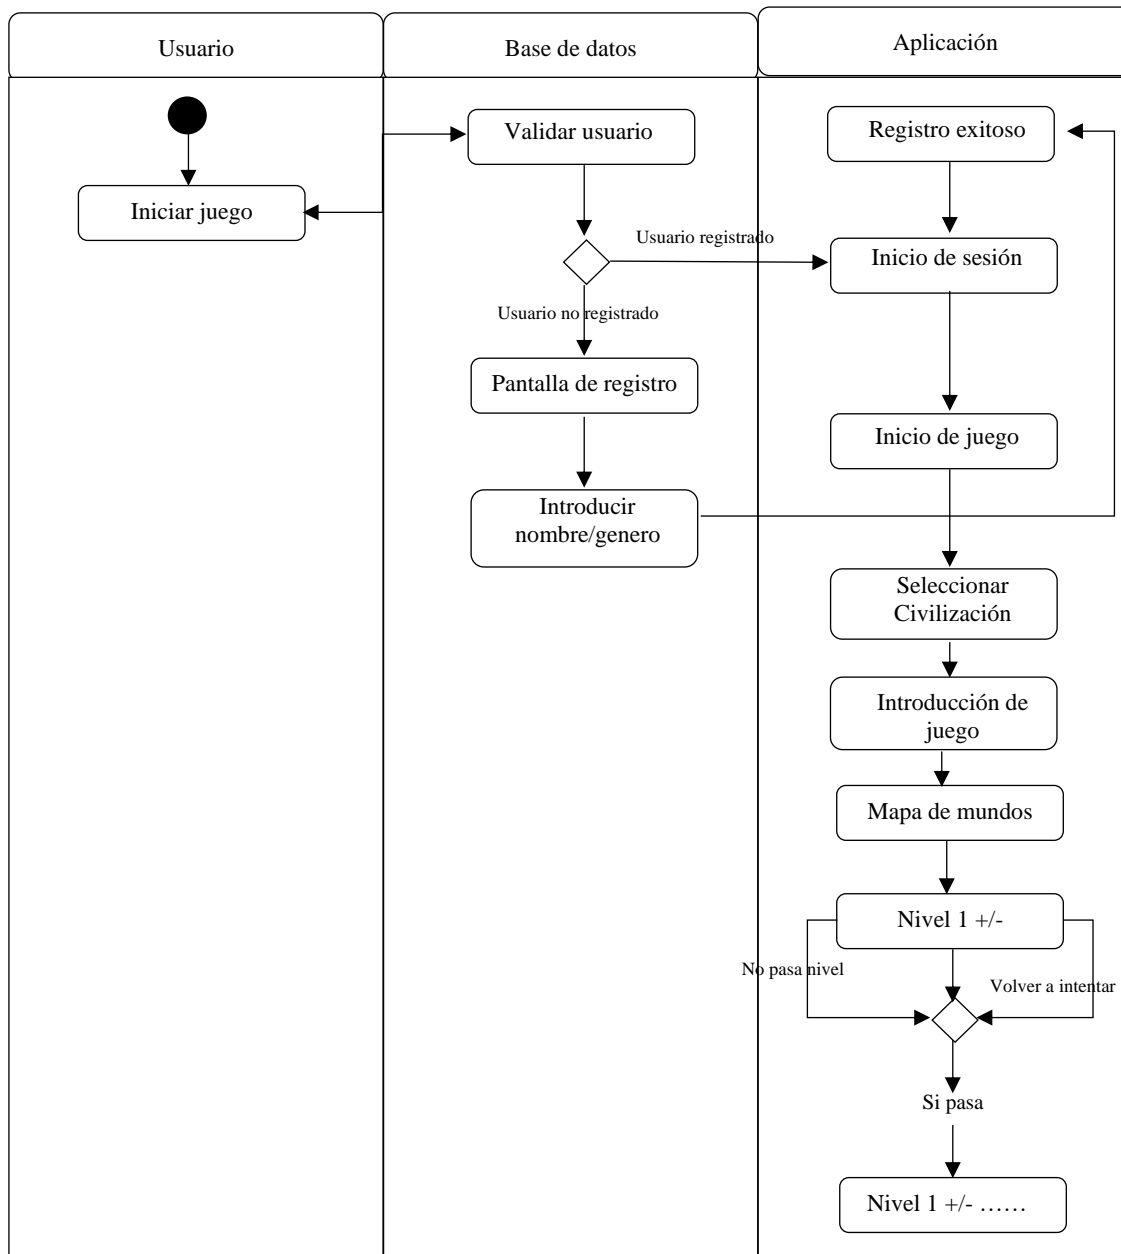 Usuario
Base de datos
Aplicación
Validar usuario
Registro exitoso
Iniciar juego
Usuario registrado
Inicio de sesión
Usuario no registrado
Pantalla de registro
Inicio de juego
Introducir
nombre/genero
Seleccionar
Civilización
Introducción de
juego
Mapa de mundos
Nivel 1 +/-
No pasa nivel
Volver a intentar
Si pasa
Nivel 1 +/- ……